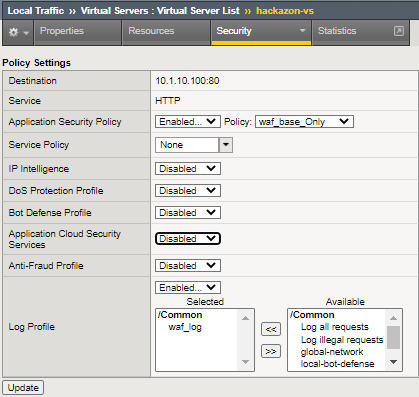 Local Traffic ›› Virtual Servers : Virtual Server List ›› hackazon-vs
Properties Resources Security Statistics
Policy Settings
Destination 10.1.10.100:80
Service HTTP
Application Security Policy Enabled... Policy: waf_base_Only
Service Policy None
IP Intelligence Disabled
DoS Protection Profile Disabled
Bot Defense Profile Disabled
Application Cloud Security
Services Disabled
Anti-Fraud Profile Disabled
Enabled...
Selected Available
/Common /Common
waf_log << Log all requests
Log Profile Log illegal requests
>> global-network
local-bot-defense
Update